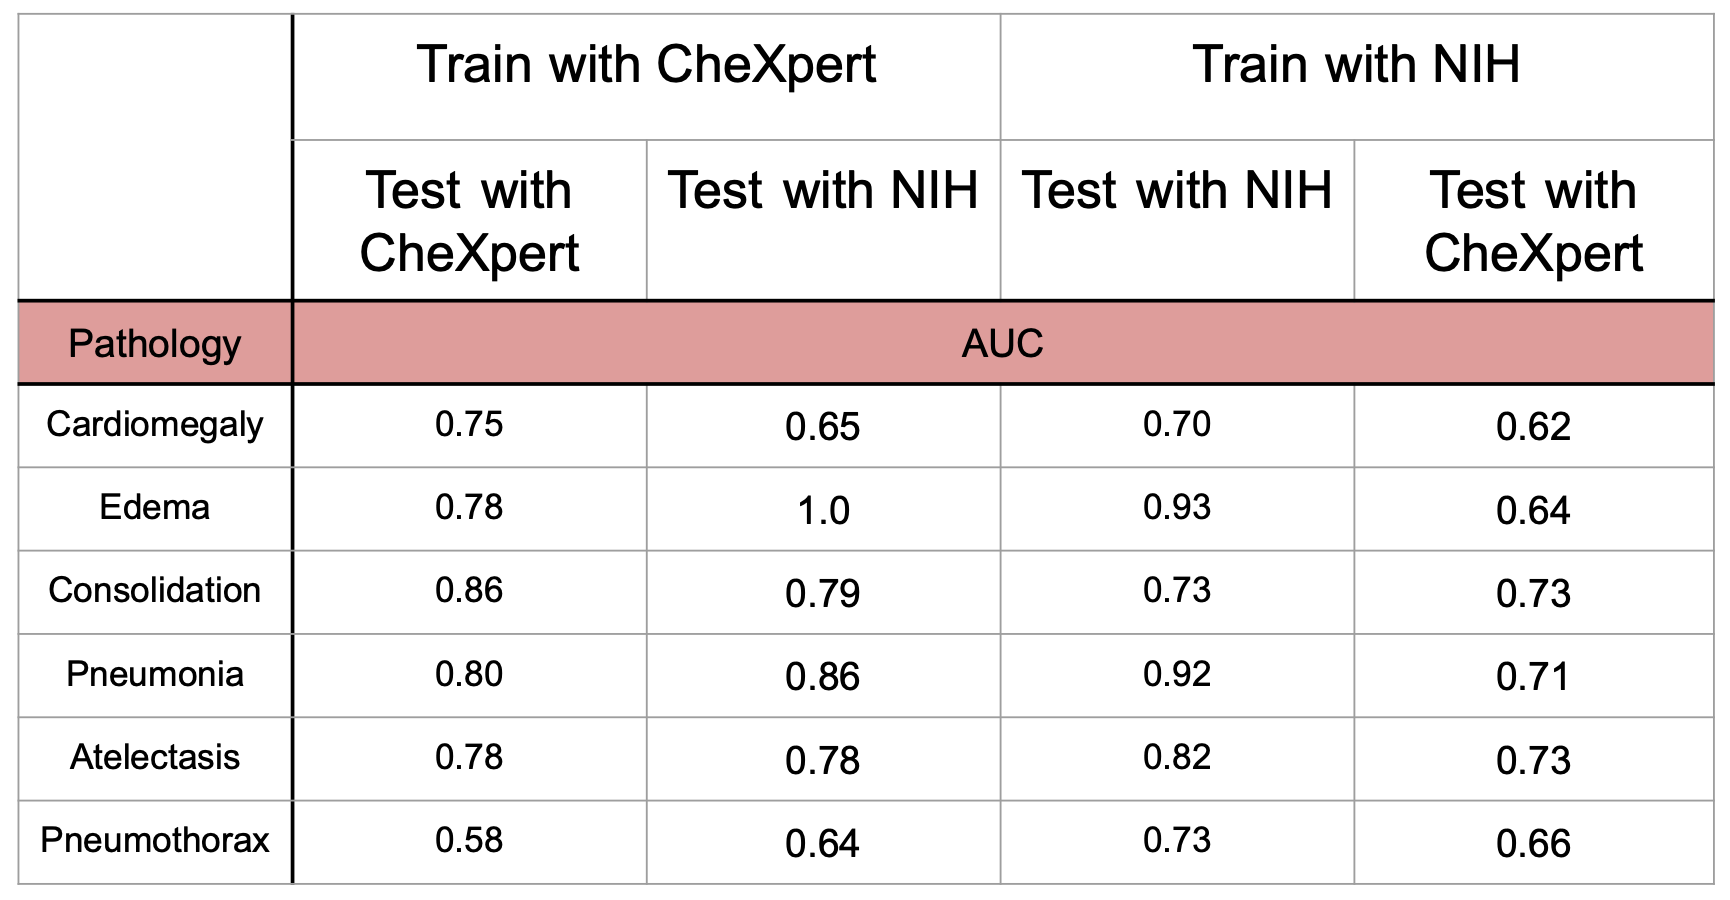 Train with CheXpert Train with NIH
Test with CheXpert Test with NIH Test with NIH Test with CheXpert
Pathology AUC
Cardiomegaly 0.75 0.65 0.70 0.62
Edema 0.78 1.0 0.93 0.64
Consolidation 0.86 0.79 0.73 0.73
Pneumonia 0.80 0.86 0.92 0.71
Atelectasis 0.78 0.78 0.82 0.73
Pneumothorax 0.58 0.64 0.73 0.66